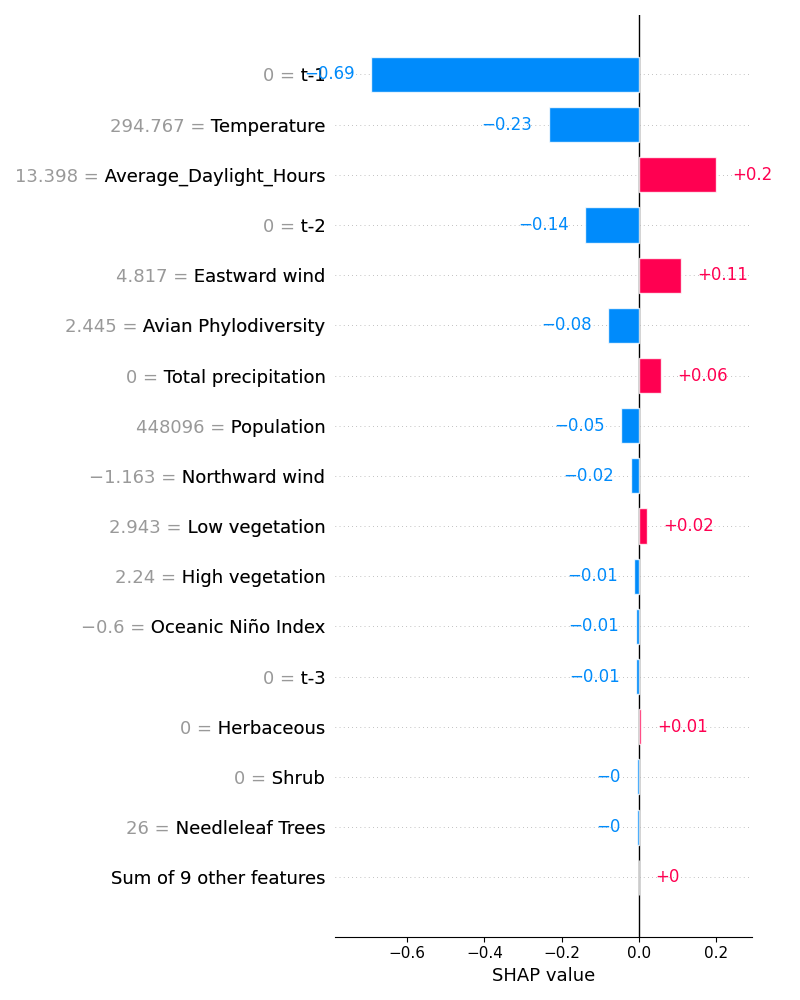 0 = t-1 −0.69
294.767 = Temperature −0.23
13.398 = Average_Daylight_Hours +0.2
0 = t-2 −0.14
4.817 = Eastward wind +0.11
2.445 = Avian Phylodiversity −0.08
0 = Total precipitation +0.06
448096 = Population −0.05
−1.163 = Northward wind −0.02
2.943 = Low vegetation +0.02
2.24 = High vegetation −0.01
−0.6 = Oceanic Niño Index −0.01
0 = t-3 −0.01
0 = Herbaceous +0.01
0 = Shrub −0
26 = Needleleaf Trees −0
Sum of 9 other features +0
−0.6 −0.4 −0.2 0.0 0.2
SHAP value